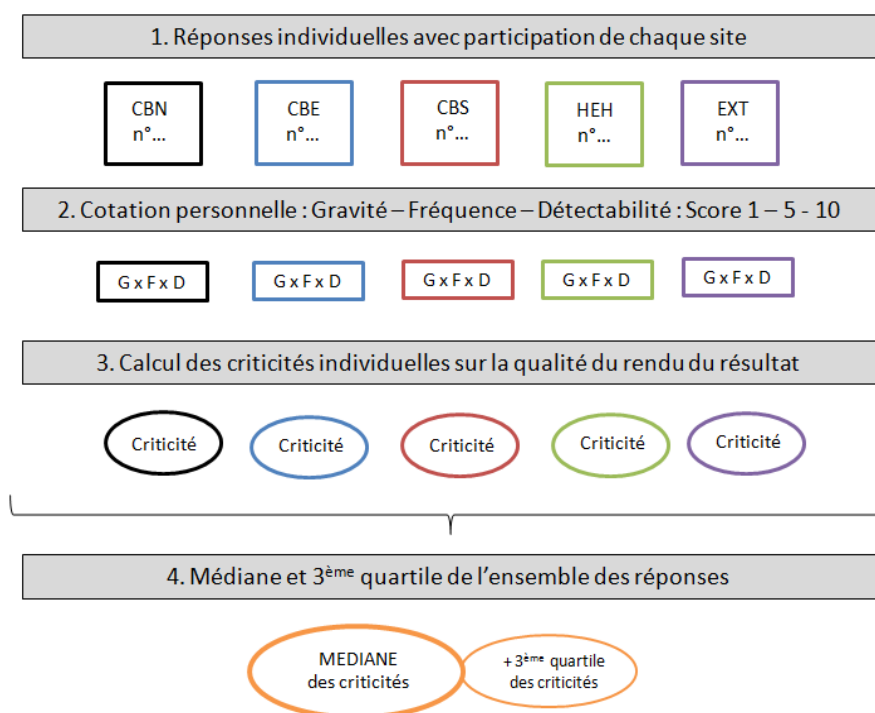 1. Réponses individuelles avec participation de chaque site
CBN
n°...
CBE
n°...
CBS
n°...
HEH
n°...
EXT
n°...
2. Cotation personnelle : Gravité – Fréquence – Détectabilité : Score 1 – 5 - 10
G x F x D
G x F x D
G x F x D
G x F x D
G x F x D
3. Calcul des criticités individuelles sur la qualité du rendu du résultat
Criticité
Criticité
Criticité
Criticité
Criticité
4. Médiane et 3ème quartile de l'ensemble des réponses
MEDIANE
des criticités
+ 3ème quartile
des criticités